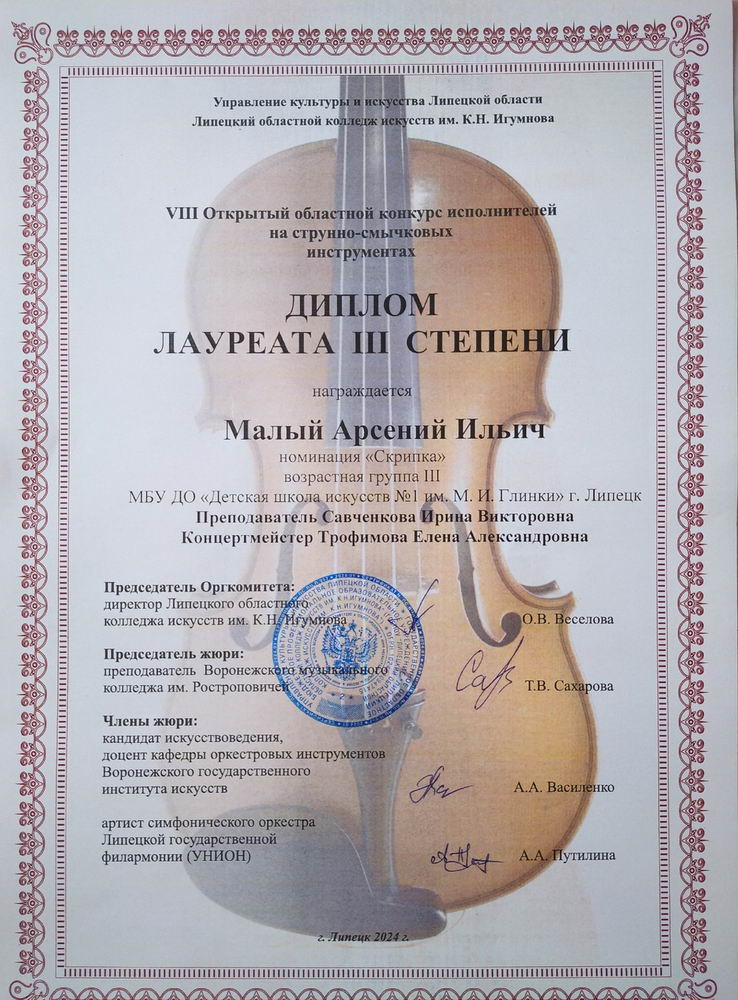 Управление культуры и искусства Липецкой области
Липецкий областной колледж искусств им. К.Н. Игумнова
VIII Открытый областной конкурс исполнителей
на струнно-смычковых
инструментах
ДИПЛОМ
ЛАУРЕАТА III СТЕПЕНИ
награждается
Малый Арсений Ильич
номинация «Скрипка»
возрастная группа III
МБУ ДО «Детская школа искусств №1 им. М. И. Глинки» г. Липецк
Преподаватель Савченкова Ирина Викторовна
Концертмейстер Трофимова Елена Александровна
Председатель Оргкомитета:
директор Липецкого областного
колледжа искусств им. К.Н. Игумнова
О.В. Веселова
Председатель жюри:
преподаватель Воронежского музыкального
колледжа им. Ростроповичей
Т.В. Сахарова
Члены жюри:
кандидат искусствоведения,
доцент кафедры оркестровых инструментов
Воронежского государственного
института искусств
А.А. Василенко
артист симфонического оркестра
Липецкой государственной
филармонии (УНИОН)
А.А. Путилина
г. Липецк 2024 г.